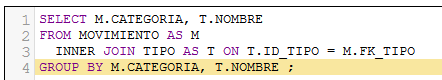 1 SELECT M.CATEGORIA, T.NOMBRE
2 FROM MOVIMIENTO AS M
3 INNER JOIN TIPO AS T ON T.ID_TIPO = M.FK_TIPO
4 GROUP BY M.CATEGORIA, T.NOMBRE ;